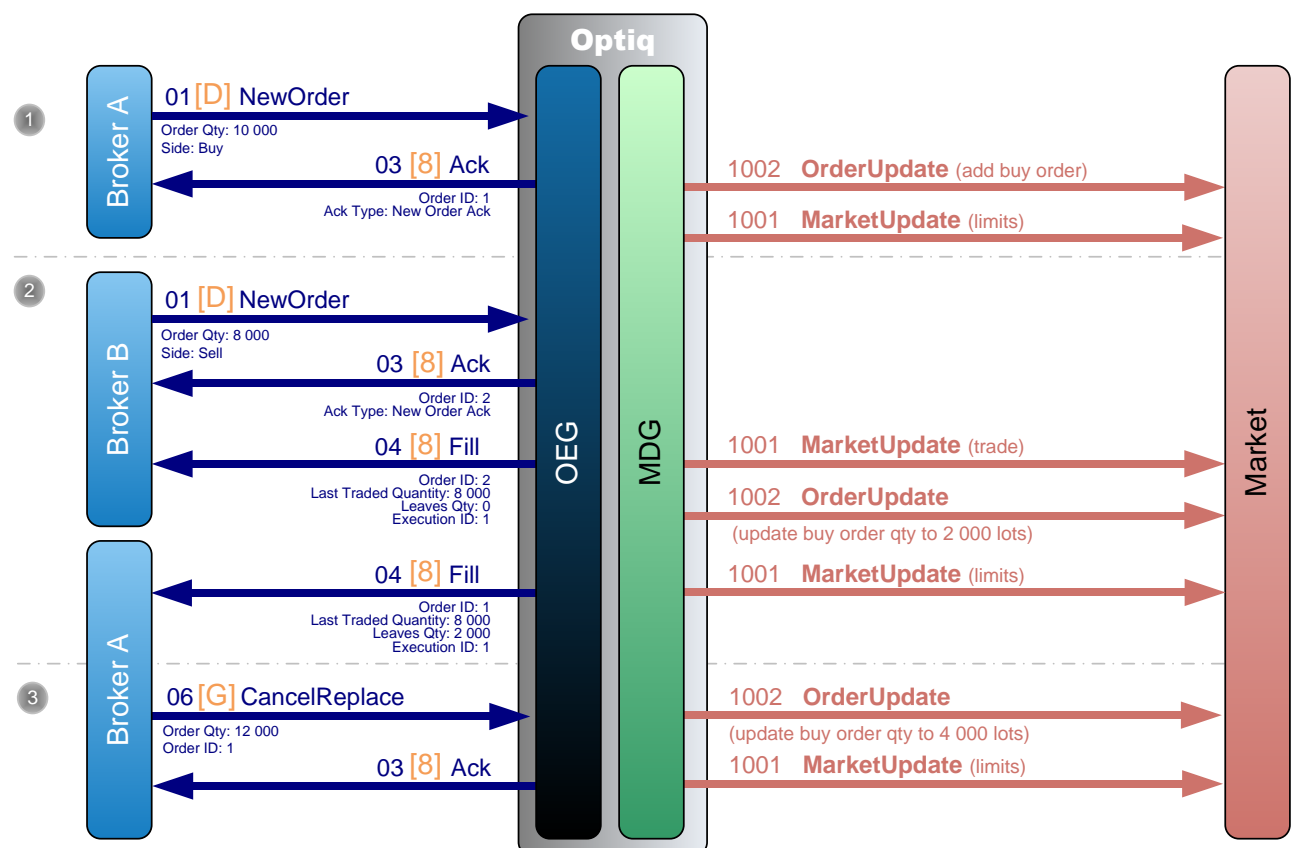 Optiq
1
Broker A
01 [D] NewOrder
Order Qty: 10 000
Side: Buy
03 [8] Ack
Order ID: 1
Ack Type: New Order Ack
1002 OrderUpdate (add buy order)
1001 MarketUpdate (limits)
2
Broker B
01 [D] NewOrder
Order Qty: 8 000
Side: Sell
03 [8] Ack
Order ID: 2
Ack Type: New Order Ack
04 [8] Fill
Order ID: 2
Last Traded Quantity: 8 000
Leaves Qty: 0
Execution ID: 1
OEG
MDG
1001 MarketUpdate (trade)
1002 OrderUpdate
(update buy order qty to 2 000 lots)
Market
Broker A
04 [8] Fill
Order ID: 1
Last Traded Quantity: 8 000
Leaves Qty: 2 000
Execution ID: 1
1001 MarketUpdate (limits)
3
06 [G] CancelReplace
Order Qty: 12 000
Order ID: 1
03 [8] Ack
1002 OrderUpdate
(update buy order qty to 4 000 lots)
1001 MarketUpdate (limits)